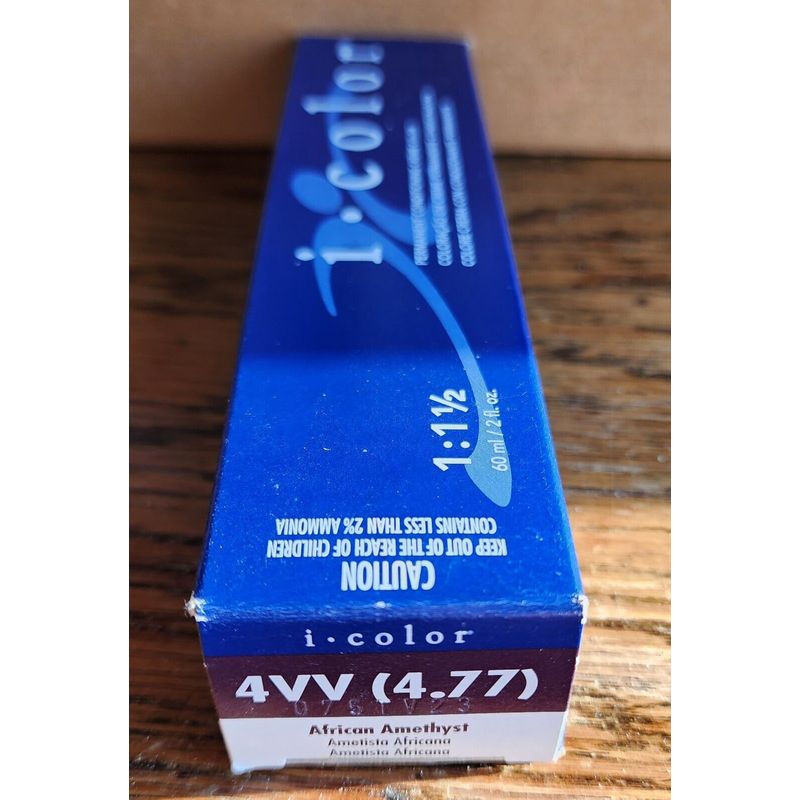 i·color
1:1½
60 ml / 2 fl. oz.
CAUTION
KEEP OUT OF THE REACH OF CHILDREN
CONTAINS LESS THAN 2% AMMONIA
i·color
4VV (4.77)
African Amethyst
Ametista Africana
Ametista Africana